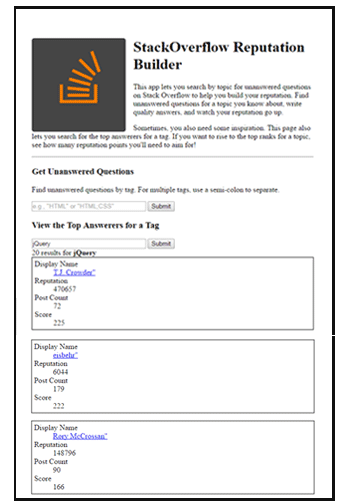 StackOverflow Reputation
Builder
This app lets you search by topic for unanswered questions
on Stack Overflow to help you build your reputation. Find
unanswered questions for a topic you know about, write
quality answers, and watch your reputation go up.
Sometimes, you also need some inspiration. This page also
lets you search for the top answerers for a tag. If you want to rise to the top ranks for a topic,
see how many reputation points you'll need to aim for!
Get Unanswered Questions
Find unanswered questions by tag. For multiple tags, use a semi-colon to separate.
e.g., "HTML" or "HTML;CSS" Submit
View the Top Answerers for a Tag
jQuery Submit
20 results for jQuery
Display Name
T.J. Crowder"
Reputation
470657
Post Count
72
Score
225
Display Name
eisbehr"
Reputation
6044
Post Count
179
Score
222
Display Name
Rory McCrossan"
Reputation
148796
Post Count
90
Score
166